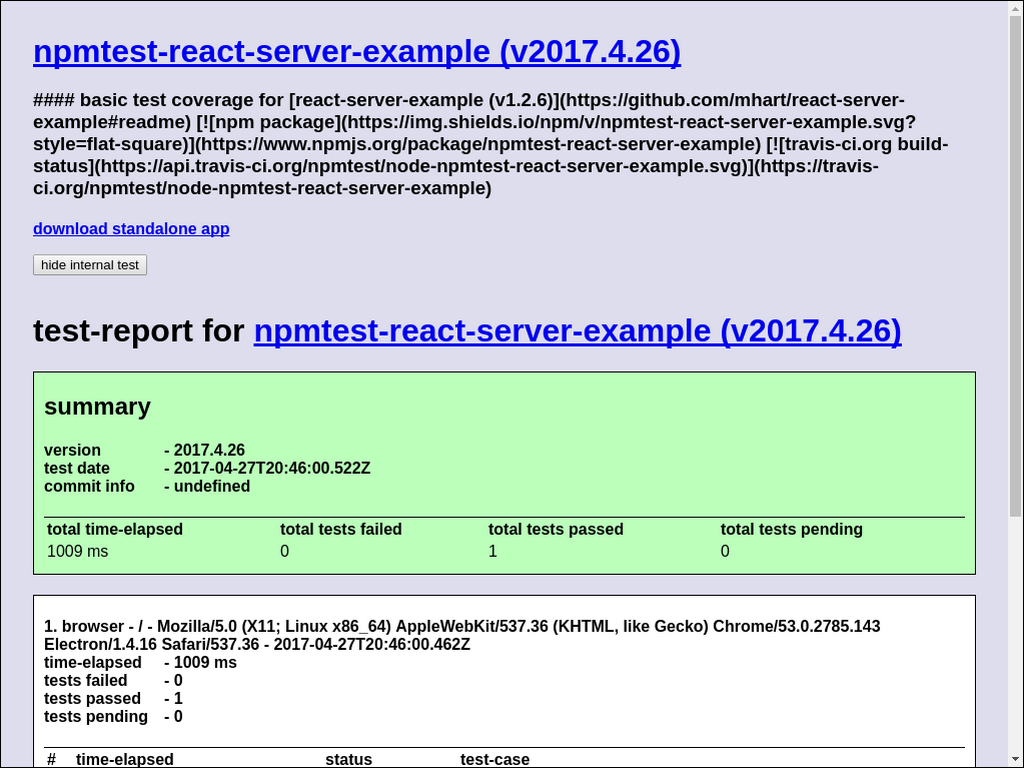 npmtest-react-server-example (v2017.4.26)
#### basic test coverage for [react-server-example (v1.2.6)](https://github.com/mhart/react-server-
example#readme) [![npm package](https://img.shields.io/npm/v/npmtest-react-server-example.svg?
style=flat-square)](https://www.npmjs.org/package/npmtest-react-server-example) [![travis-ci.org build-
status](https://api.travis-ci.org/npmtest/node-npmtest-react-server-example.svg)](https://travis-
ci.org/npmtest/node-npmtest-react-server-example)
download standalone app
hide internal test
test-report for npmtest-react-server-example (v2017.4.26)
summary
version - 2017.4.26
test date - 2017-04-27T20:46:00.522Z
commit info - undefined
total time-elapsed total tests failed total tests passed total tests pending
1009 ms 0 1 0
1. browser - / - Mozilla/5.0 (X11; Linux x86_64) AppleWebKit/537.36 (KHTML, like Gecko) Chrome/53.0.2785.143
Electron/1.4.16 Safari/537.36 - 2017-04-27T20:46:00.462Z
time-elapsed - 1009 ms
tests failed - 0
tests passed - 1
tests pending - 0
# time-elapsed status test-case